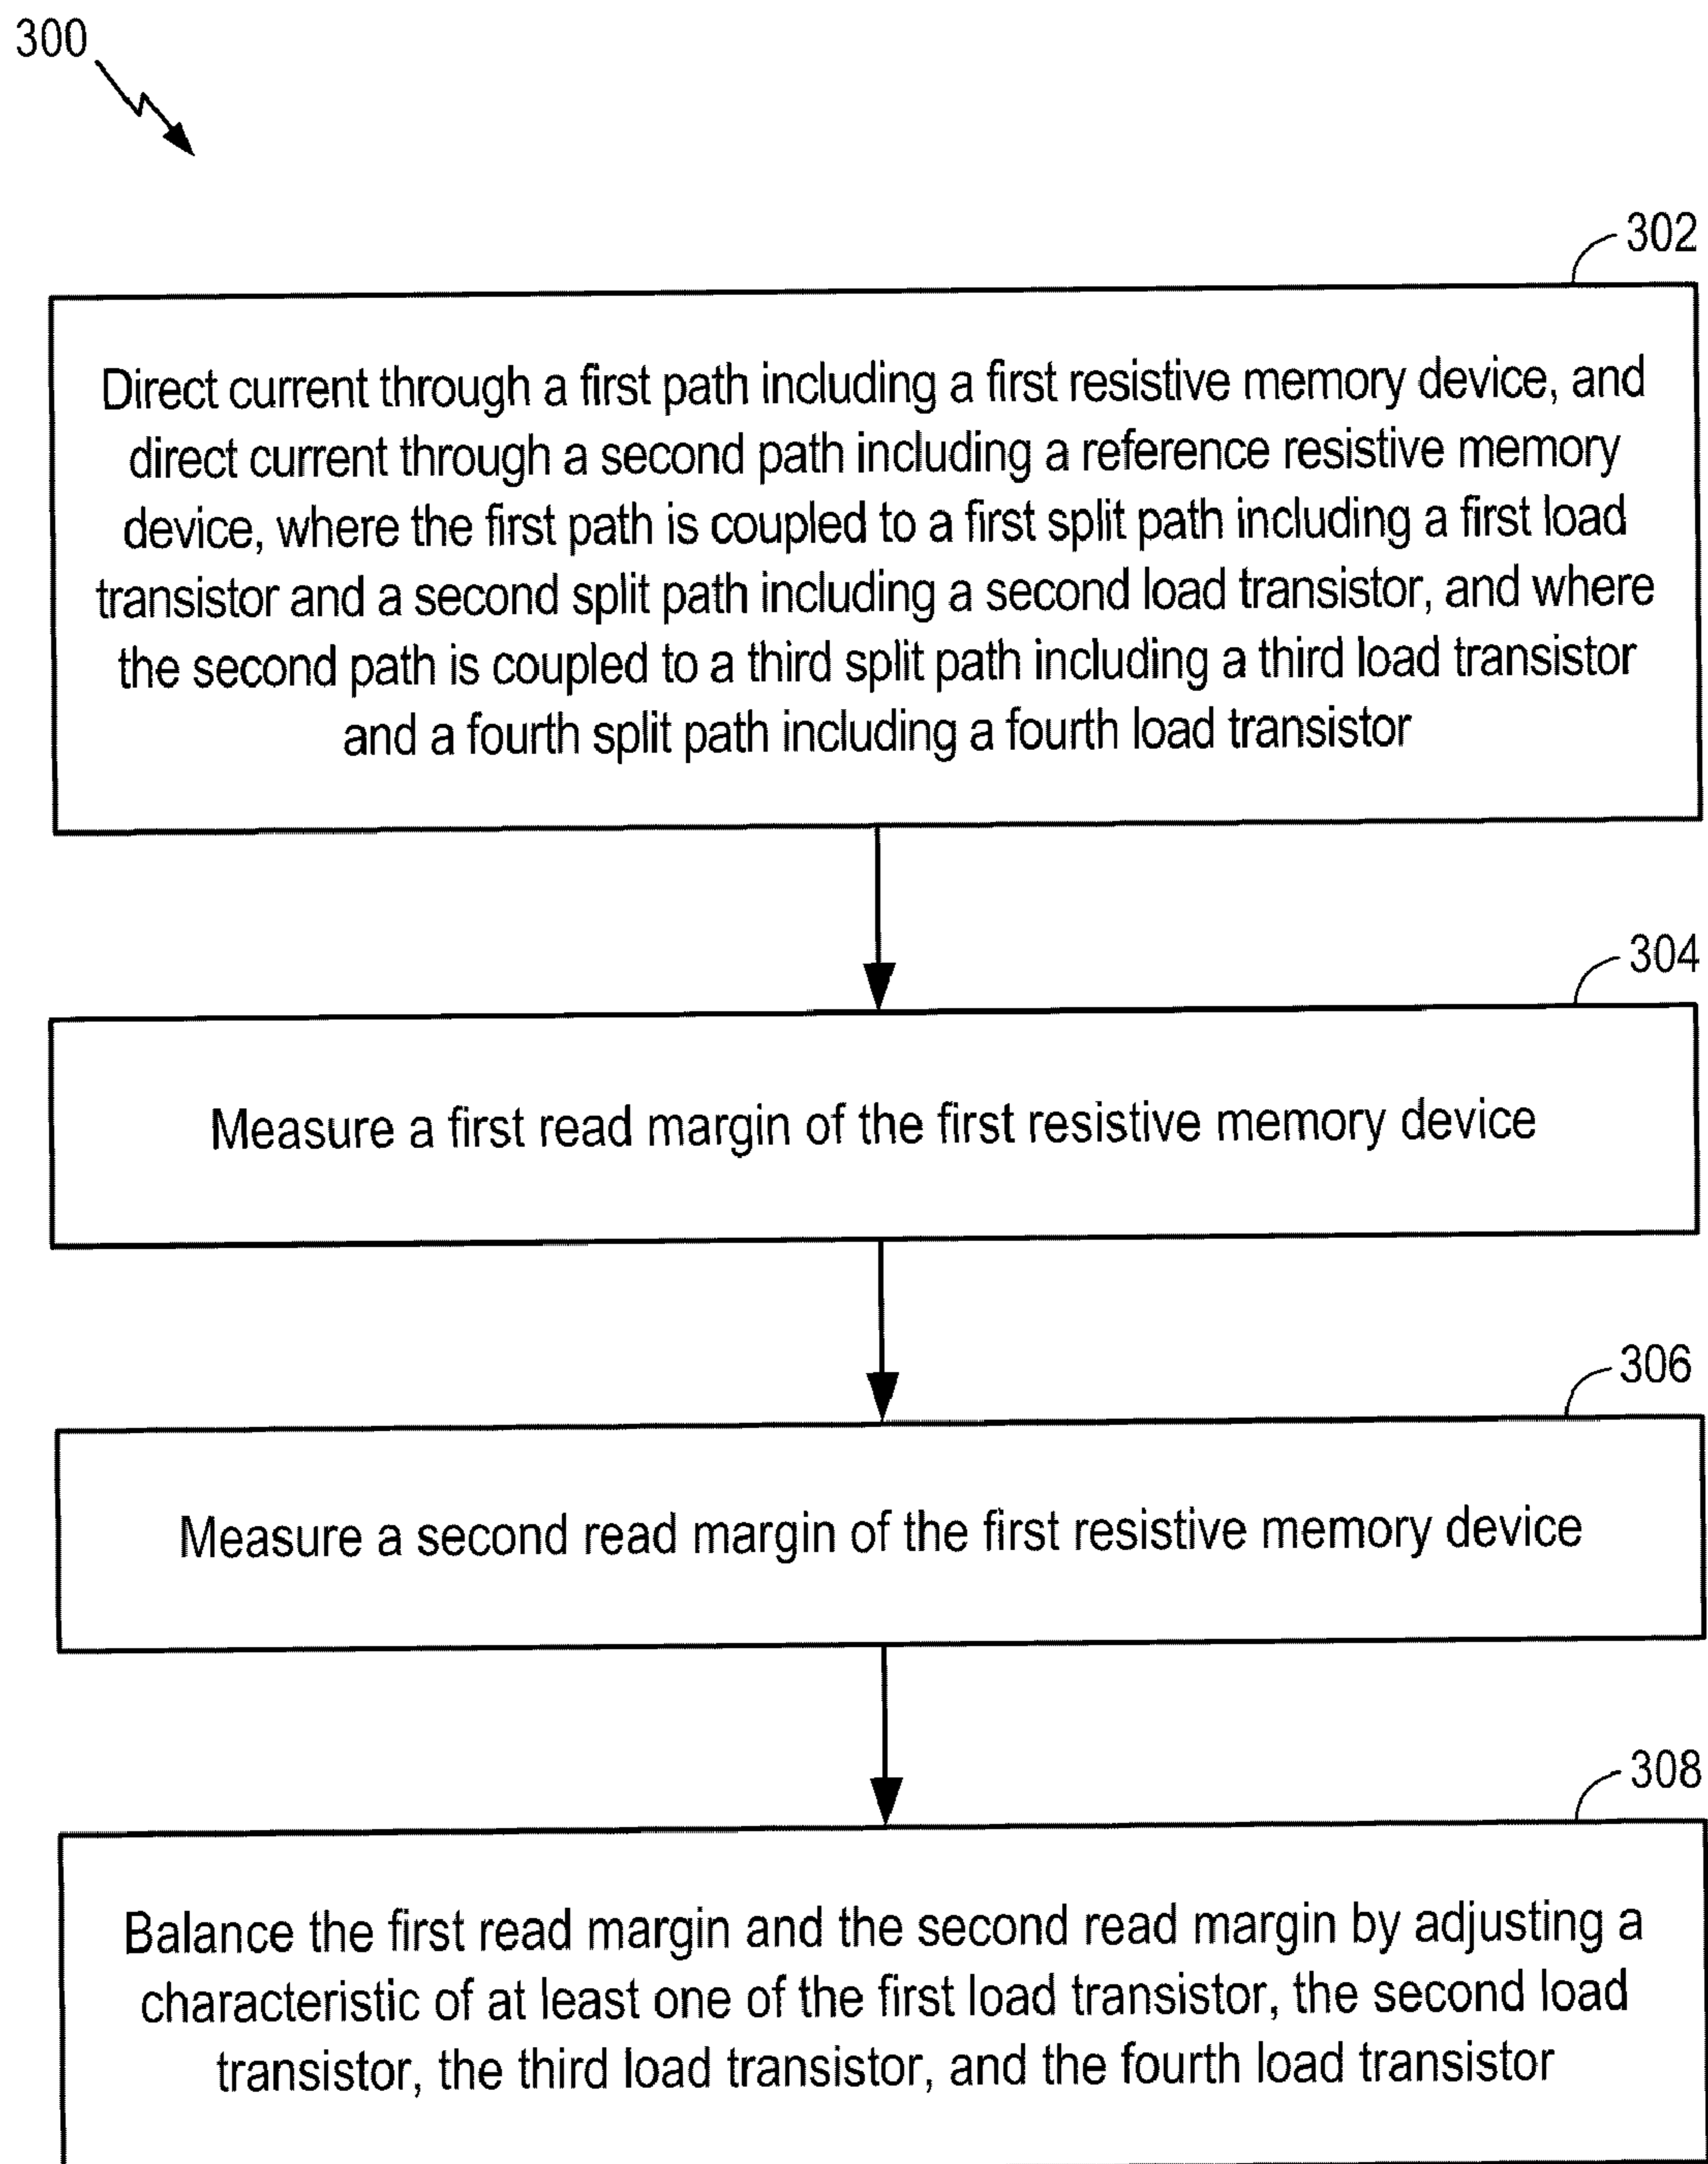 300
302
Direct current through a first path including a first resistive memory device, and
direct current through a second path including a reference resistive memory
device, where the first path is coupled to a first split path including a first load
transistor and a second split path including a second load transistor, and where
the second path is coupled to a third split path including a third load transistor
and a fourth split path including a fourth load transistor
304
Measure a first read margin of the first resistive memory device
306
Measure a second read margin of the first resistive memory device
308
Balance the first read margin and the second read margin by adjusting a
characteristic of at least one of the first load transistor, the second load
transistor, the third load transistor, and the fourth load transistor